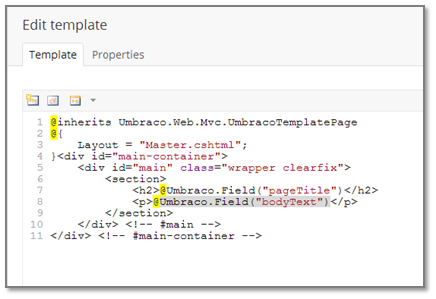 Edit template
Template Properties
1 @inherits Umbraco.Web.Mvc.UmbracoTemplatePage
2 @{
3     Layout = "Master.cshtml";
4 }<div id="main-container">
5     <div id="main" class="wrapper clearfix">
6         <section>
7             <h2>@Umbraco.Field("pageTitle")</h2>
8             <p>@Umbraco.Field("bodyText")</p>
9         </section>
10     </div> <!-- #main -->
11 </div> <!-- #main-container -->